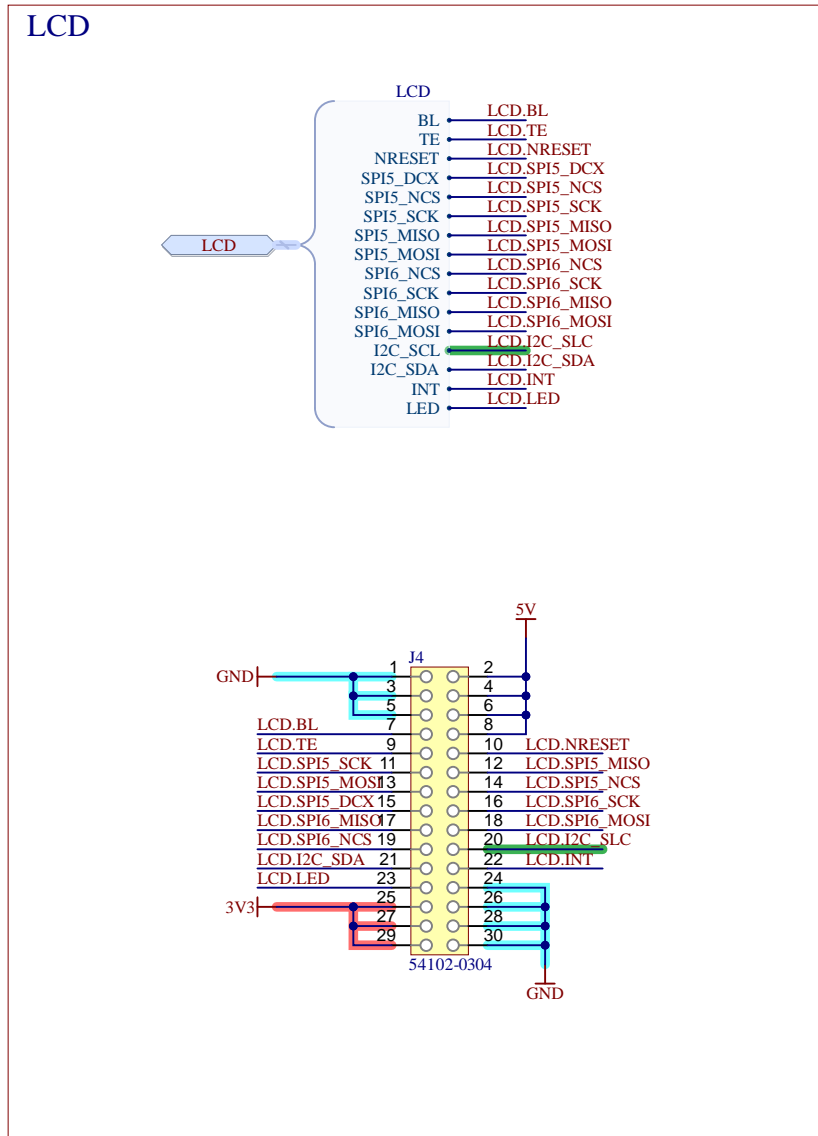 LCD
LCD
BL LCD.BL
TE LCD.TE
NRESET LCD.NRESET
SPI5_DCX LCD.SPI5_DCX
SPI5_NCS LCD.SPI5_NCS
SPI5_SCK LCD.SPI5_SCK
SPI5_MISO LCD.SPI5_MISO
LCD
SPI5_MOSI LCD.SPI5_MOSI
SPI6_NCS LCD.SPI6_NCS
SPI6_SCK LCD.SPI6_SCK
SPI6_MISO LCD.SPI6_MISO
SPI6_MOSI LCD.SPI6_MOSI
I2C_SCL LCD.I2C_SLC
I2C_SDA LCD.I2C_SDA
INT LCD.INT
LED LCD.LED
5V
J4
GND 1 2
3 4
5 6
LCD.BL 7 8
LCD.TE 9 10 LCD.NRESET
LCD.SPI5_SCK 11 12 LCD.SPI5_MISO
LCD.SPI5_MOSI 13 14 LCD.SPI5_NCS
LCD.SPI5_DCX 15 16 LCD.SPI6_SCK
LCD.SPI6_MISO 17 18 LCD.SPI6_MOSI
LCD.SPI6_NCS 19 20 LCD.I2C_SLC
LCD.I2C_SDA 21 22 LCD.INT
LCD.LED 23 24
3V3 25 26
27 28
29 30
54102-0304
GND